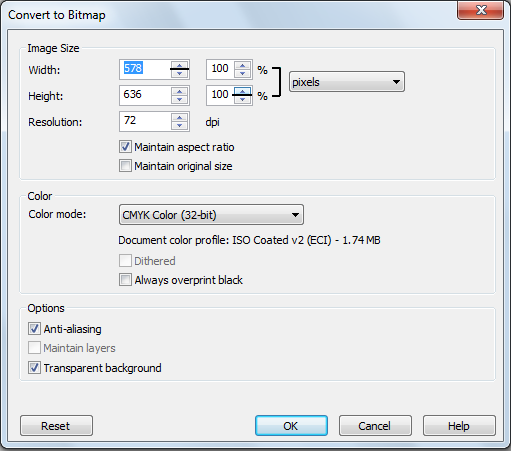 Convert to Bitmap
Image Size
Width: 578 100 % pixels
Height: 636 100 %
Resolution: 72 dpi
Maintain aspect ratio
Maintain original size
Color
Color mode: CMYK Color (32-bit)
Document color profile: ISO Coated v2 (ECI) - 1.74 MB
Dithered
Always overprint black
Options
Anti-aliasing
Maintain layers
Transparent background
Reset OK Cancel Help